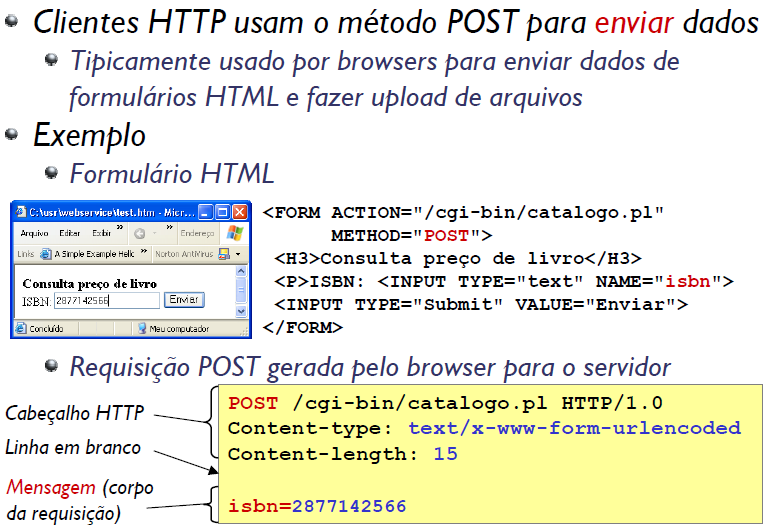 Clientes HTTP usam o método POST para enviar dados
Tipicamente usado por browsers para enviar dados de
formulários HTML e fazer upload de arquivos
Exemplo
Formulário HTML
C:\usr\webservice\test.htm - Micr...
Arquivo Editar Exibir » » Endereço
Links A Simple Example Hello » Norton AntiVirus
Consulta preço de livro
ISBN: 2877142566 Enviar
Concluído Meu computador
<FORM ACTION="/cgi-bin/catalogo.pl"
METHOD="POST">
<H3>Consulta preço de livro</H3>
<P>ISBN: <INPUT TYPE="text" NAME="isbn">
<INPUT TYPE="Submit" VALUE="Enviar">
</FORM>
Requisição POST gerada pelo browser para o servidor
Cabeçalho HTTP
Linha em branco
Mensagem (corpo
da requisição)
POST /cgi-bin/catalogo.pl HTTP/1.0
Content-type: text/x-www-form-urlencoded
Content-length: 15
isbn=2877142566